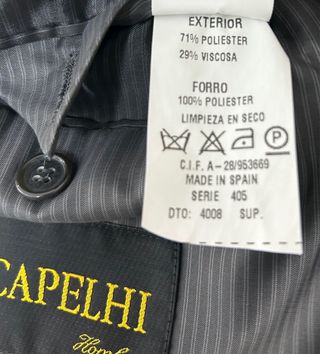 EXTERIOR
71% POLIESTER
29% VISCOSA
FORRO
100% POLIESTER
LIMPIEZA EN SECO
P
C.I.F. A-28/953669
MADE IN SPAIN
SERIE 405
DTO: 4008 SUP.
CAPELHI